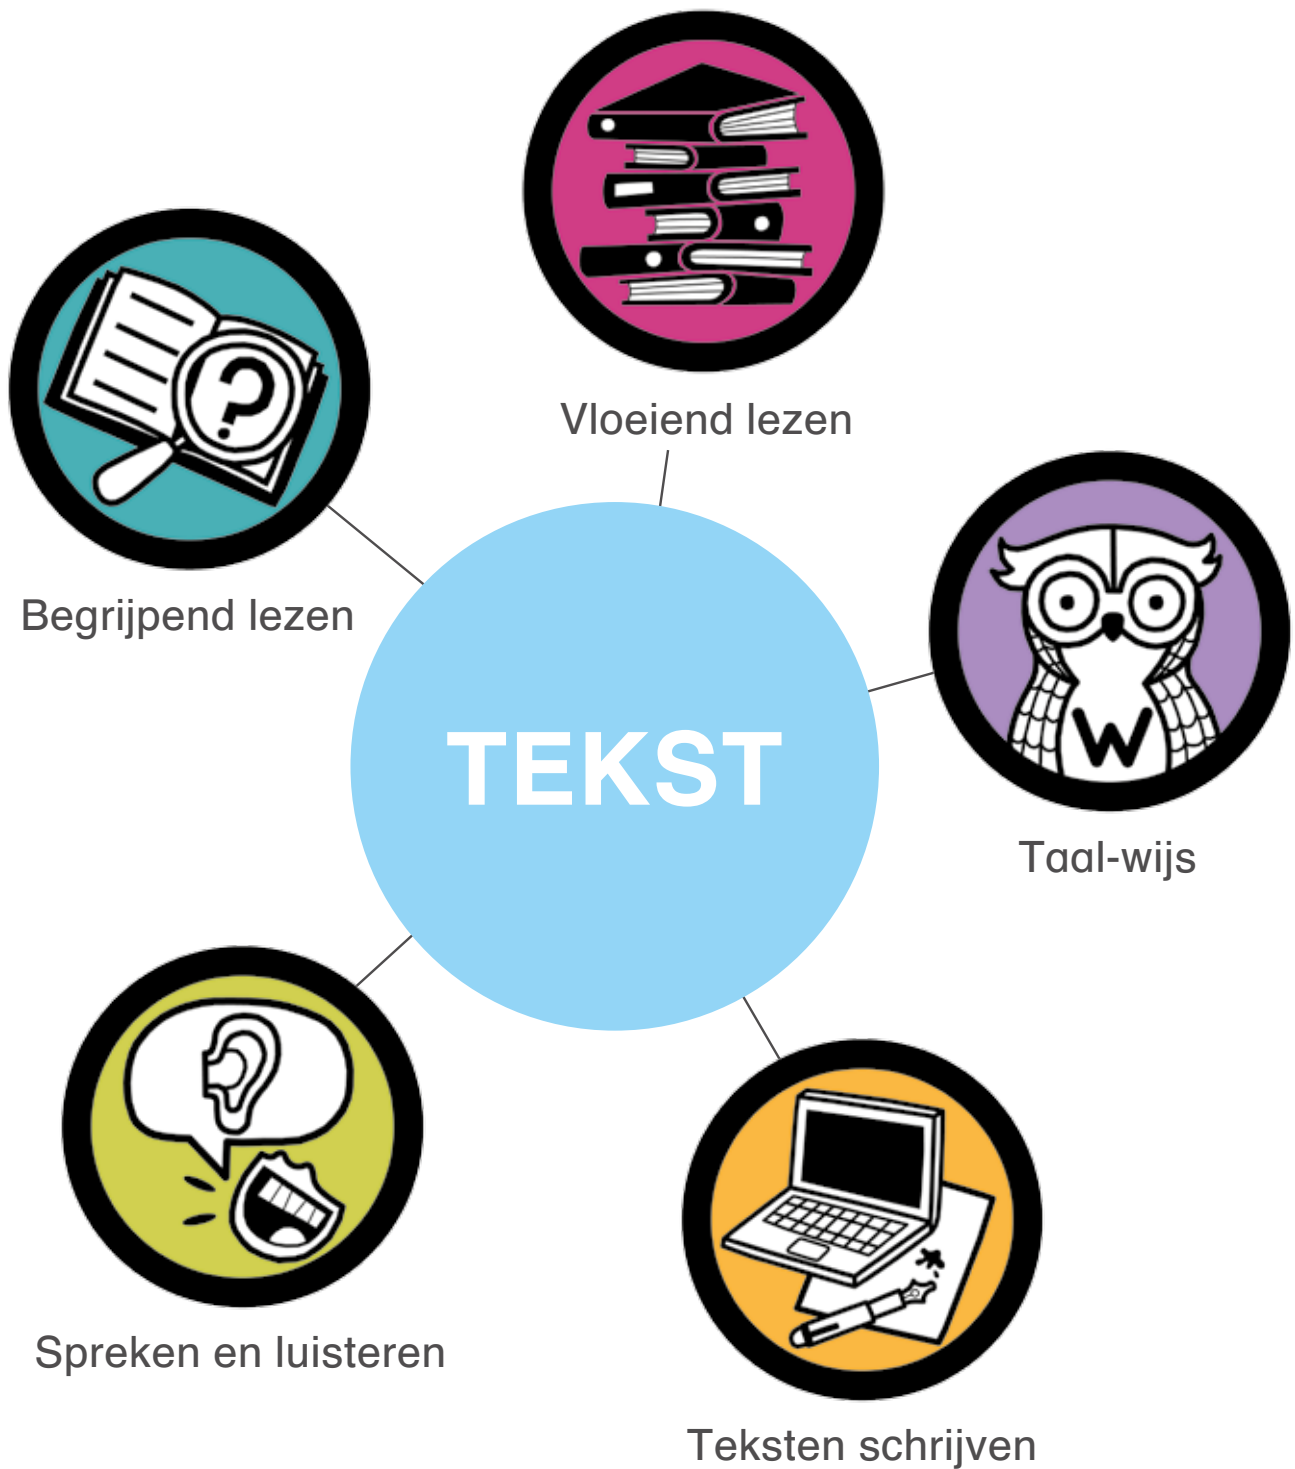 Vloeiend lezen
?
Begrijpend lezen
W
TEKST
Taal-wijs
Spreken en luisteren
Teksten schrijven